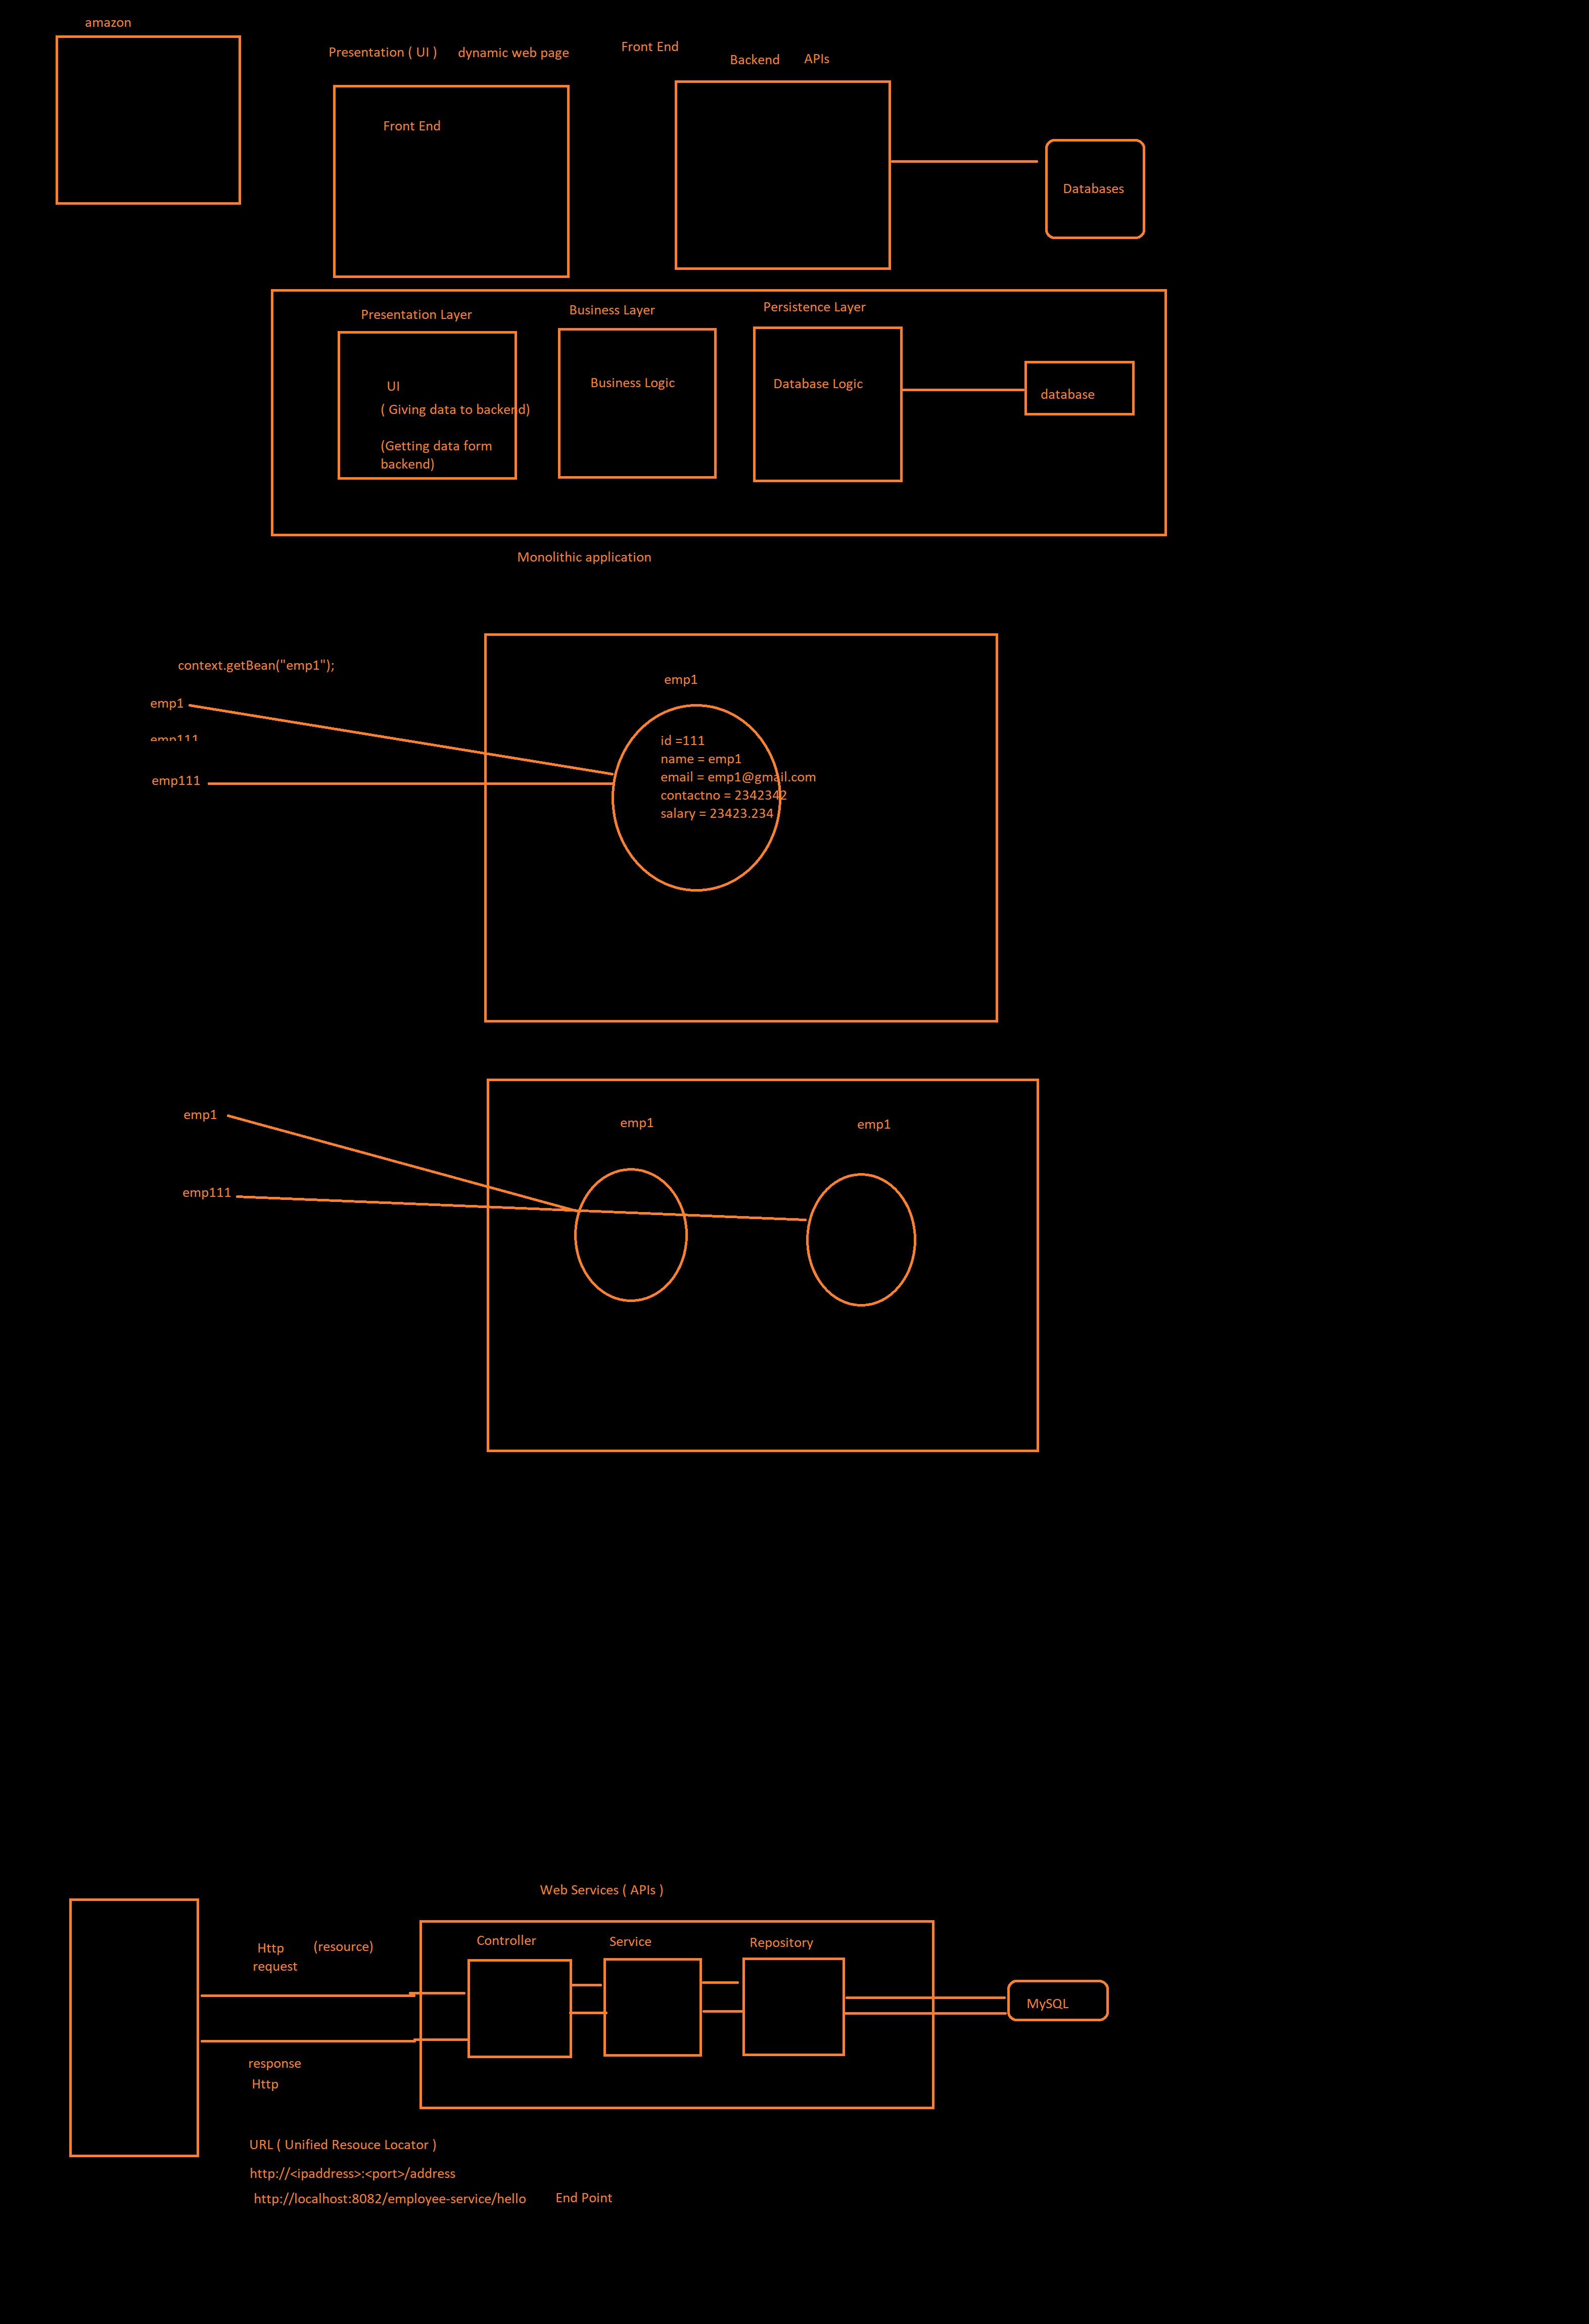 amazon
Presentation ( UI ) dynamic web page
Front End
Backend APIs
Front End
Databases
Presentation Layer
Business Layer
Persistence Layer
UI
( Giving data to backend)
(Getting data form
backend)
Business Logic
Database Logic
database
Monolithic application
context.getBean("emp1");
emp1
emp111
emp111
emp1
id =111
name = emp1
email = emp1@gmail.com
contactno = 2342342
salary = 23423.234
emp1
emp111
emp1
emp1
Web Services ( APIs )
Http (resource)
request
Controller
Service
Repository
MySQL
response
Http
URL ( Unified Resouce Locator )
http://<ipaddress>:<port>/address
http://localhost:8082/employee-service/hello End Point